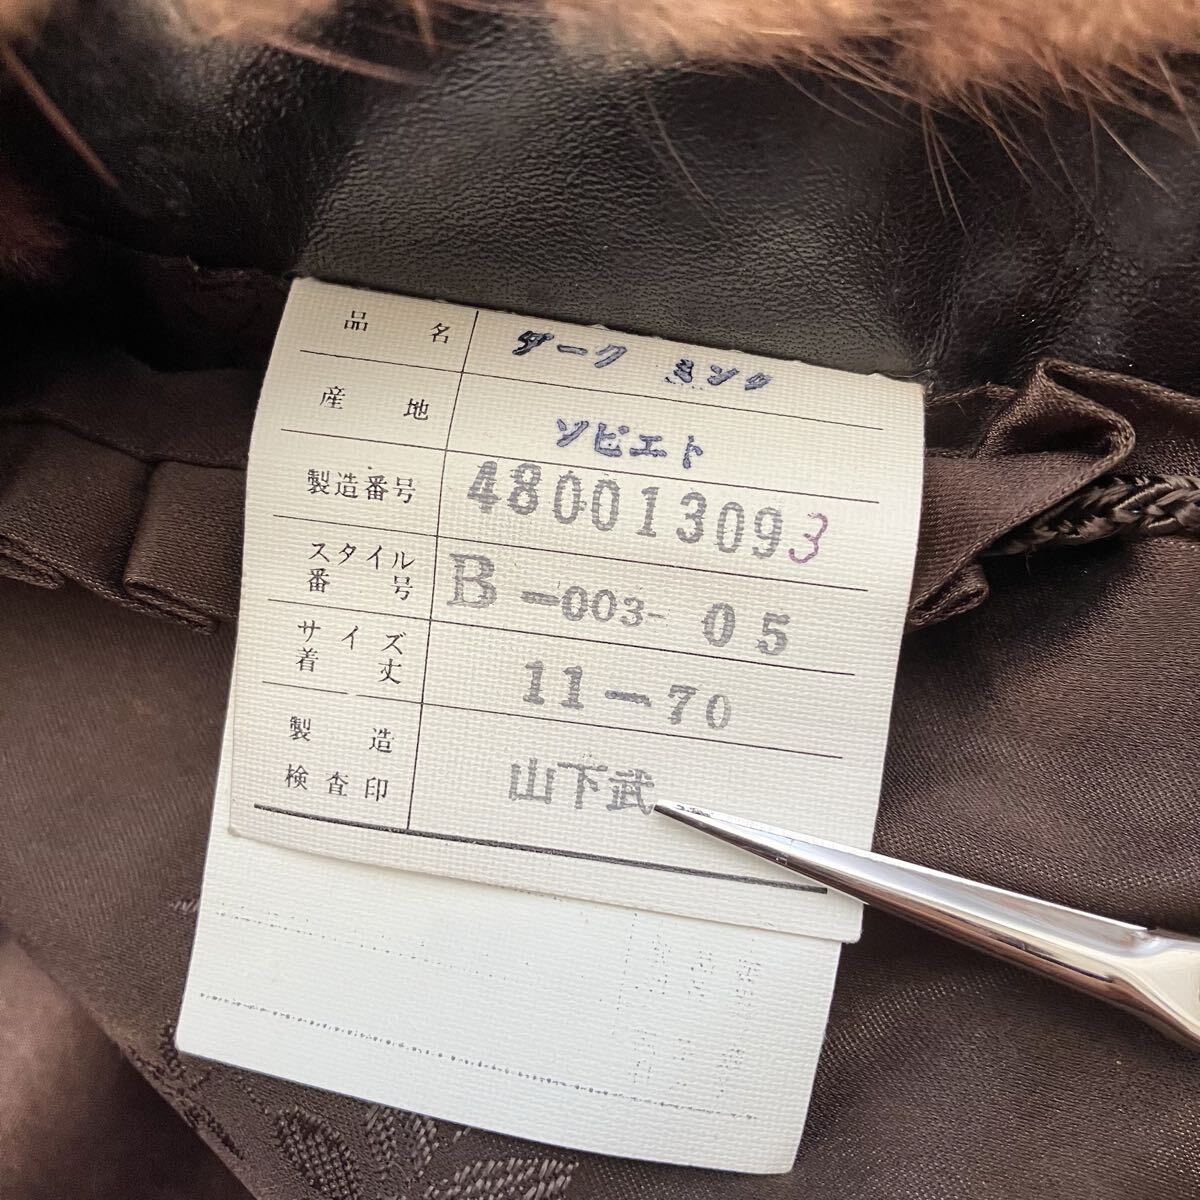 品名 ダーク ミンク
産地 ソビエト
製造番号 480013093
スタイル
番号 B-003-05
サイズ
着丈 11-70
製造
検査印 山下武